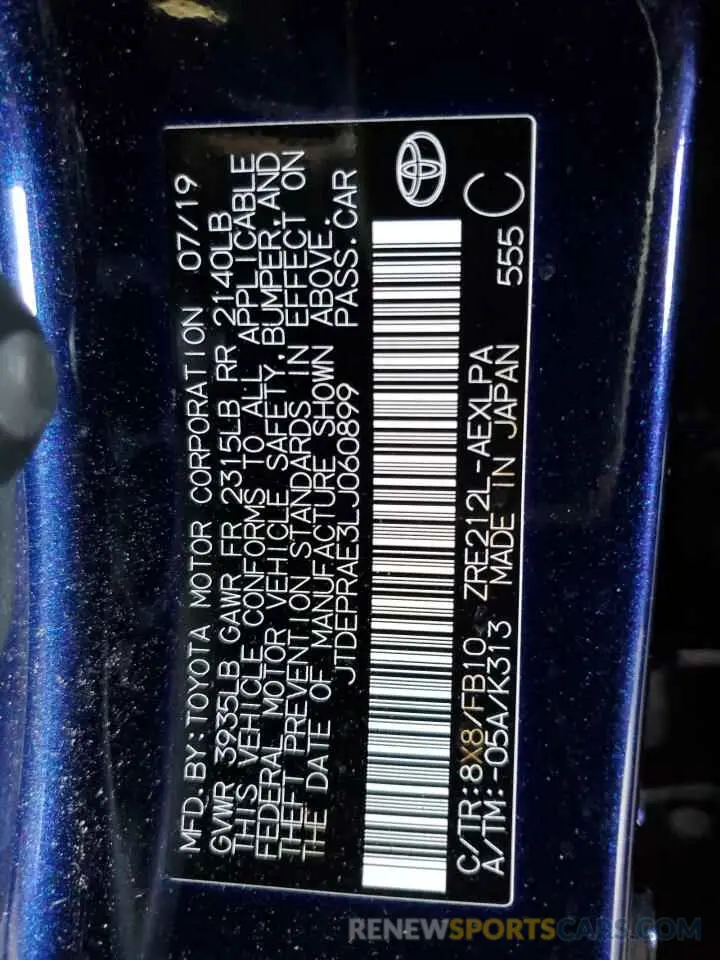 MFD.BY:TOYOTA MOTOR CORPORATION 07/19
GVWR 3935LB GAWR FR 2315LB RR 2140LB
THIS VEHICLE CONFORMS TO ALL APPLICABLE
FEDERAL MOTOR VEHICLE SAFETY,BUMPER,AND
THEFT PREVENTION STANDARDS IN EFFECT ON
THE DATE OF MANUFACTURE SHOWN ABOVE.
JTDEPRAE3LJ060899 PASS.CAR
C/TR:8X8/FB10 ZRE212L-AEXLPA 555 C
A/TM:-05A/K313 MADE IN JAPAN
RENEWSPORTSCARS.COM